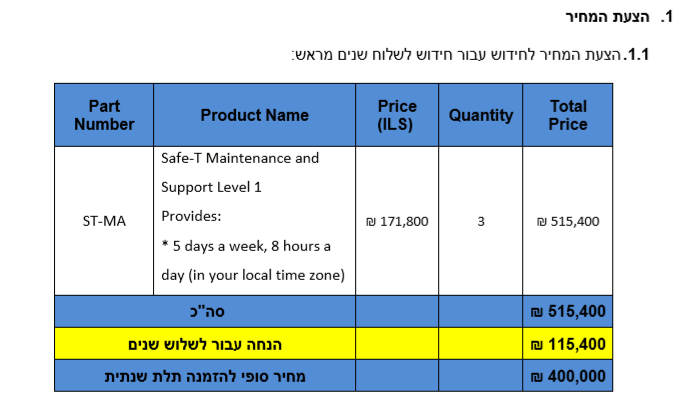 1. הצעת המחיר
1.1. הצעת המחיר לחידוש עבור חידוש לשלוח שנים מראש:
Part Number Product Name Price (ILS) Quantity Total Price
ST-MA
Safe-T Maintenance and
Support Level 1
Provides:
* 5 days a week, 8 hours a
day (in your local time zone)
₪ 171,800
3
₪ 515,400
סה"כ ₪ 515,400
הנחה עבור לשלוש שנים ₪ 115,400
מחיר סופי להזמנה תלת שנתית ₪ 400,000